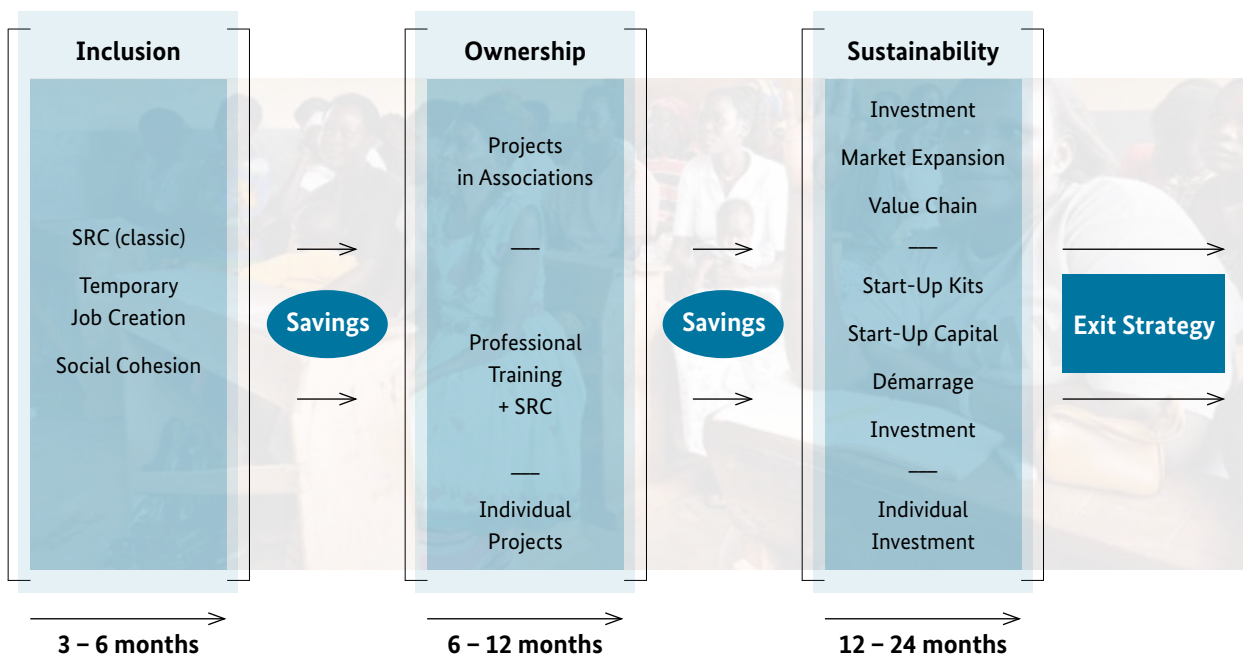 Inclusion
SRC (classic)
Temporary
Job Creation
Social Cohesion
3 – 6 months
Savings
Ownership
Projects
in Associations
Professional
Training
+ SRC
Individual
Projects
6 – 12 months
Savings
Sustainability
Investment
Market Expansion
Value Chain
Start-Up Kits
Start-Up Capital
Démarrage
Investment
Individual
Investment
12 – 24 months
Exit Strategy